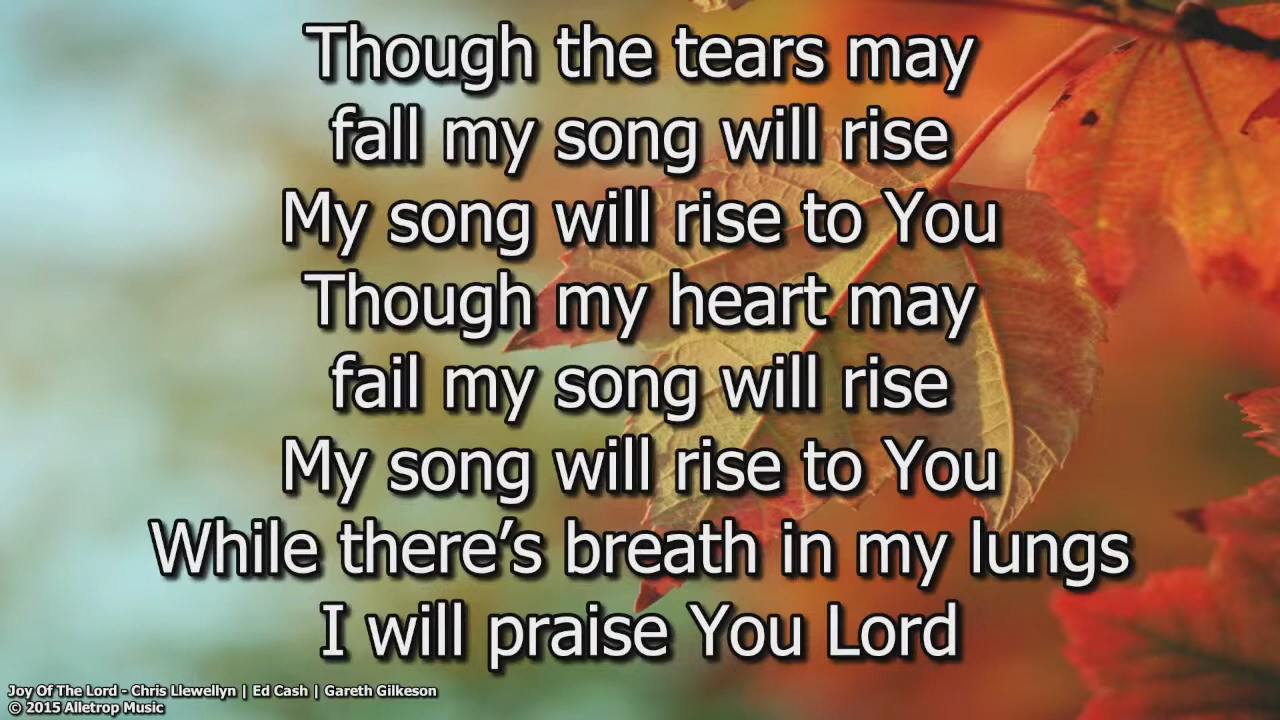 Though the tears may
fall my song will rise
My song will rise to You
Though my heart may
fail my song will rise
My song will rise to You
While there’s breath in my lungs
I will praise You Lord
Joy Of The Lord - Chris Llewellyn | Ed Cash | Gareth Gilkeson
© 2015 Alletrop Music